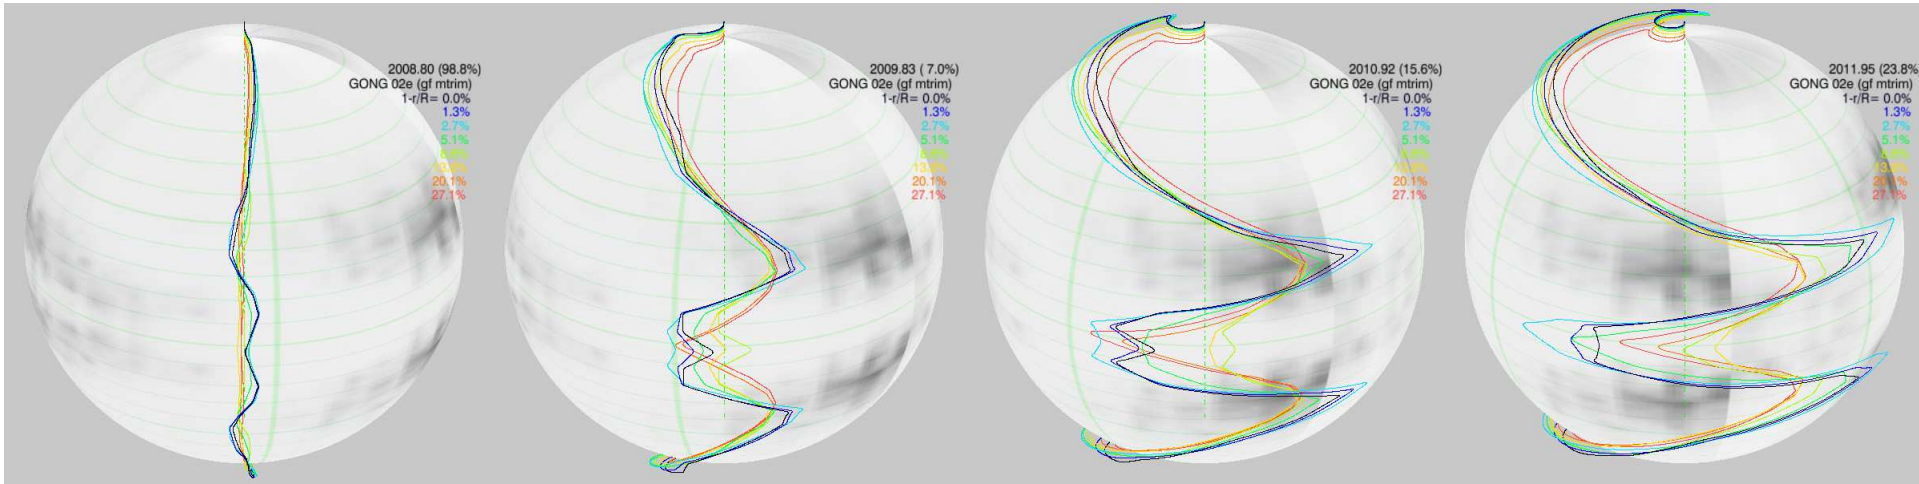 2008.80 (98.8%)
GONG 02e (gf mtrim)
1-r/R= 0.0%
1.3%
2.7%
5.1%
20.1%
27.1%
2009.83 ( 7.0%)
GONG 02e (gf mtrim)
1-r/R= 0.0%
1.3%
2.7%
5.1%
20.1%
27.1%
2010.92 (15.6%)
GONG 02e (gf mtrim)
1-r/R= 0.0%
1.3%
2.7%
5.1%
20.1%
27.1%
2011.95 (23.8%)
GONG 02e (gf mtrim)
1-r/R= 0.0%
1.3%
2.7%
5.1%
20.1%
27.1%